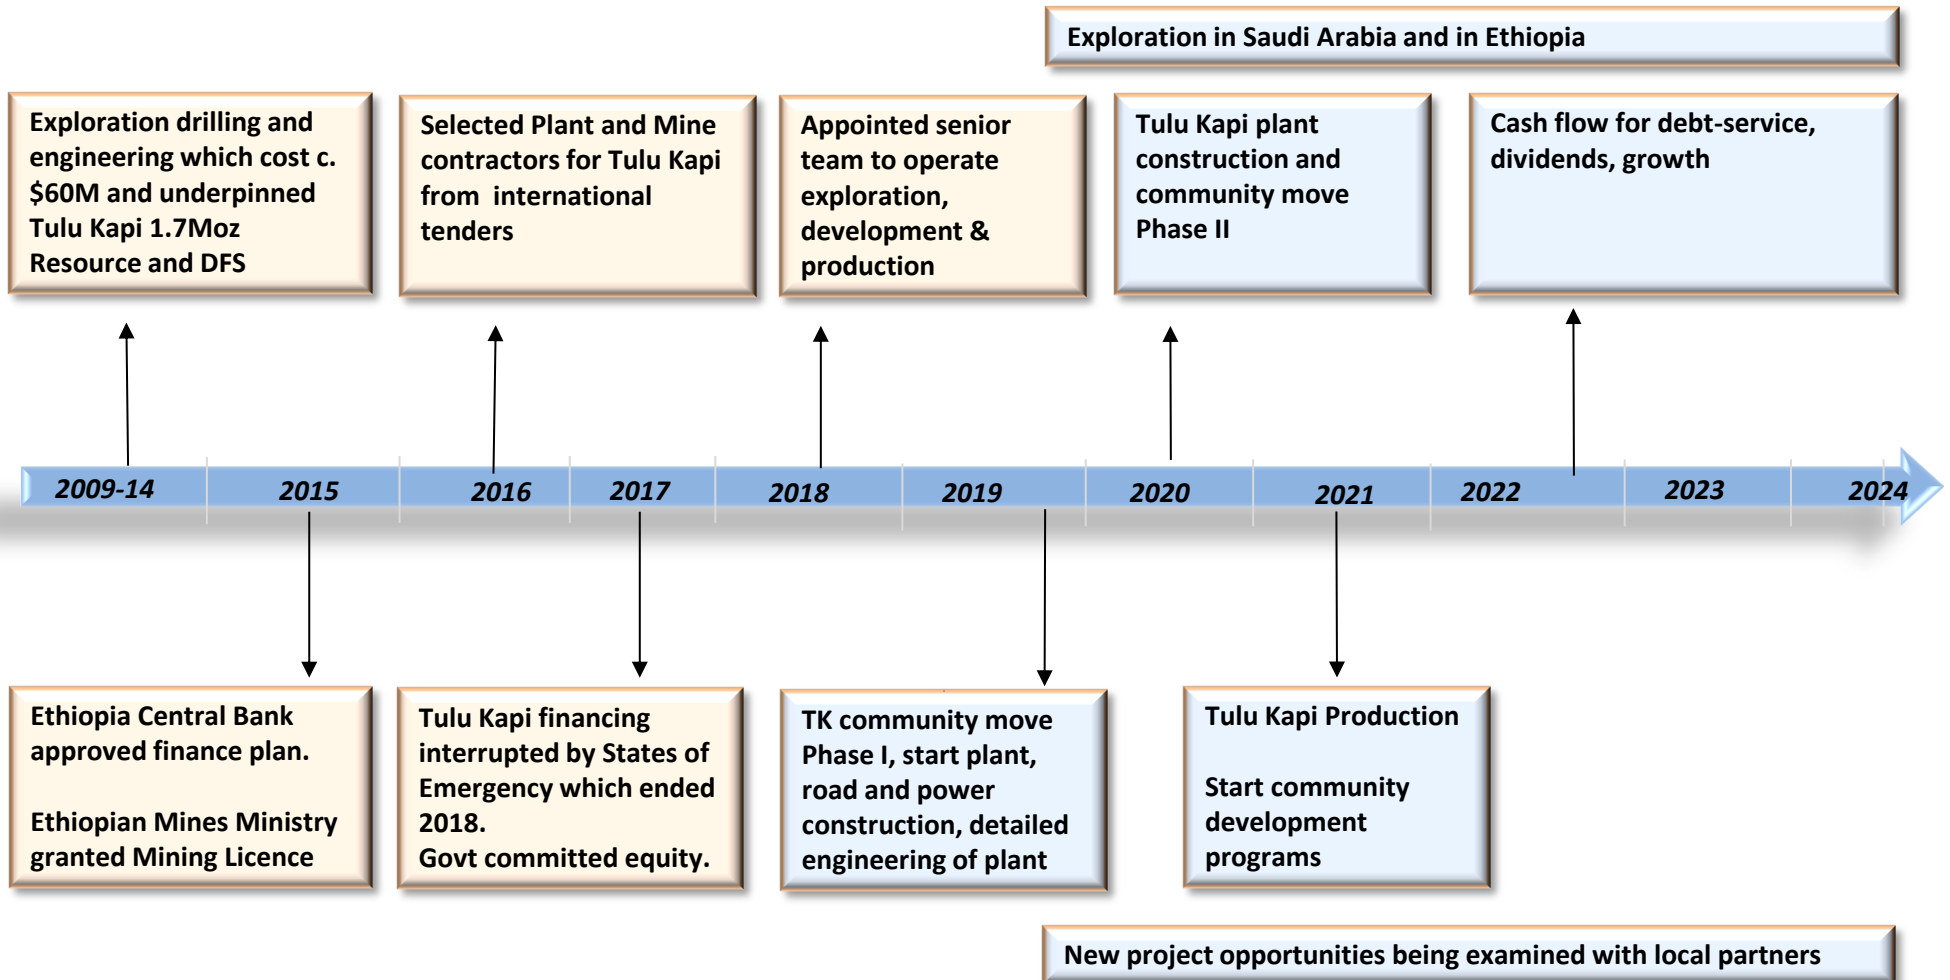 Exploration in Saudi Arabia and in Ethiopia
Exploration drilling and
engineering which cost c.
$60M and underpinned
Tulu Kapi 1.7Moz
Resource and DFS
Selected Plant and Mine
contractors for Tulu Kapi
from international
tenders
Appointed senior
team to operate
exploration,
development &
production
Tulu Kapi plant
construction and
community move
Phase II
Cash flow for debt-service,
dividends, growth
2009-14
2015
2016
2017
2018
2019
2020
2021
2022
2023
2024
Ethiopia Central Bank
approved finance plan.
Ethiopian Mines Ministry
granted Mining Licence
Tulu Kapi financing
interrupted by States of
Emergency which ended
2018.
Govt committed equity.
TK community move
Phase I, start plant,
road and power
construction, detailed
engineering of plant
Tulu Kapi Production
Start community
development
programs
New project opportunities being examined with local partners